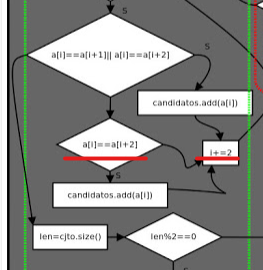 S
a[i]==a[i+1]|| a[i]==a[i+2]
S
candidatos.add(a[i])
a[i]==a[i+2]
i+=2
S
candidatos.add(a[i])
len=cjto.size()
len%2==0
S